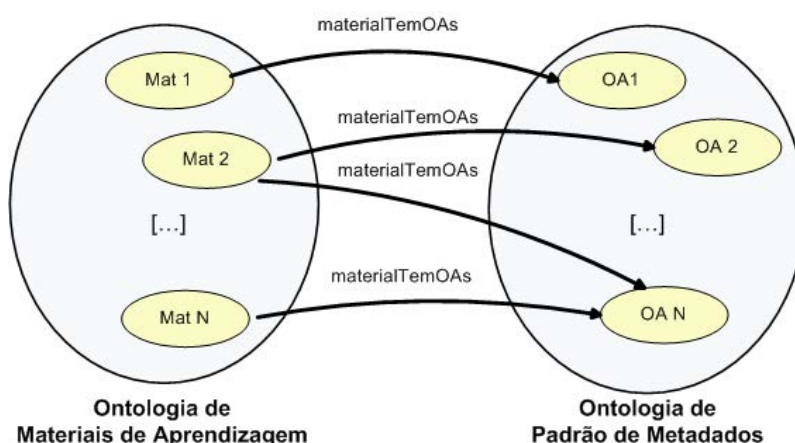 materialTemOAs
Mat 1
OA1
materialTemOAs
Mat 2
OA 2
materialTemOAs
[...]
[...]
materialTemOAs
Mat N
OA N
Ontologia de
Materiais de Aprendizagem
Ontologia de
Padrão de Metadados